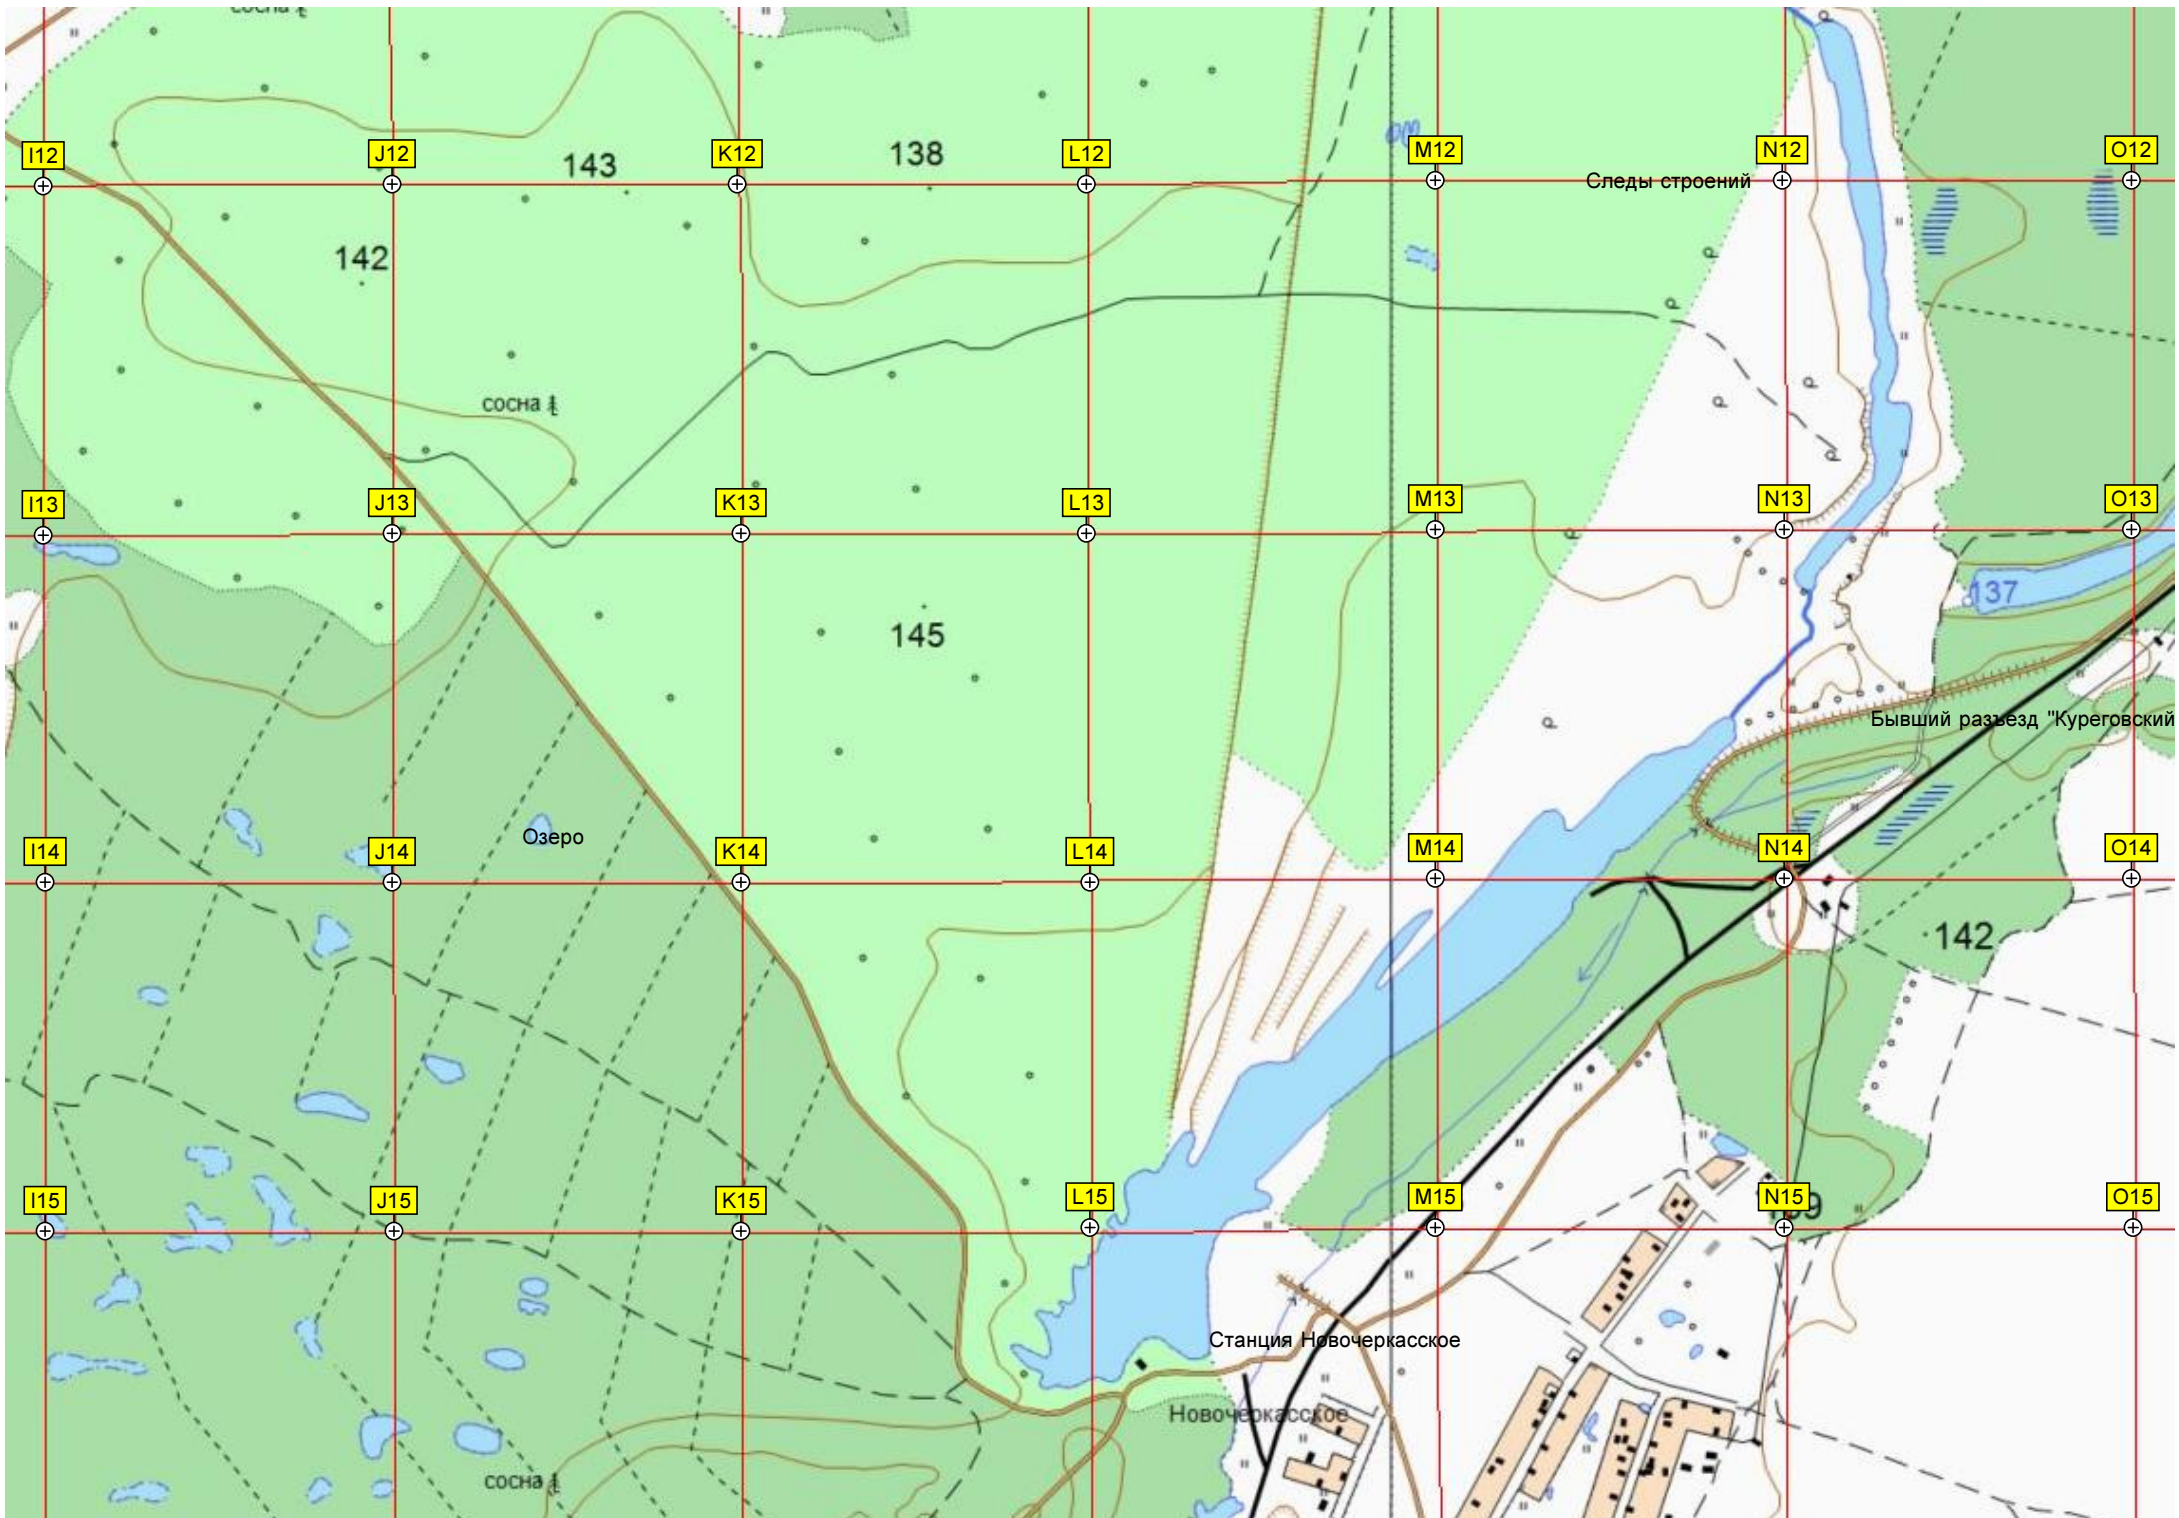 сосна
I12
J12
K12
L12
M12
N12
O12
143
138
Следы строений
142
сосна
I13
J13
K13
L13
M13
N13
O13
137
145
Бывший разъезд "Куреговский
Озеро
I14
J14
K14
L14
M14
N14
O14
142
I15
J15
K15
L15
M15
N15
O15
Станция Новочеркасское
Новочеркасское
сосна